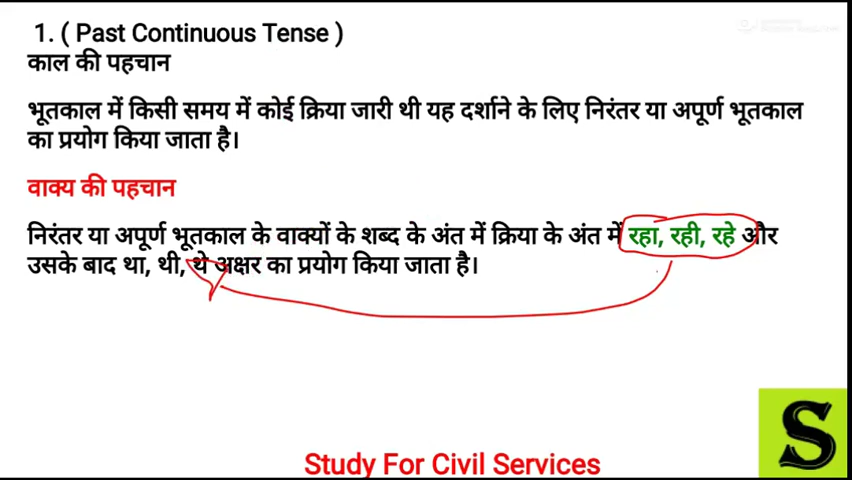 1. ( Past Continuous Tense )
काल की पहचान
भूतकाल में किसी समय में कोई क्रिया जारी थी यह दर्शाने के लिए निरंतर या अपूर्ण भूतकाल
का प्रयोग किया जाता है।
वाक्य की पहचान
निरंतर या अपूर्ण भूतकाल के वाक्यों के शब्द के अंत में क्रिया के अंत में रहा, रही, रहे और
उसके बाद था, थी, थे अक्षर का प्रयोग किया जाता है।
S
Study For Civil Services